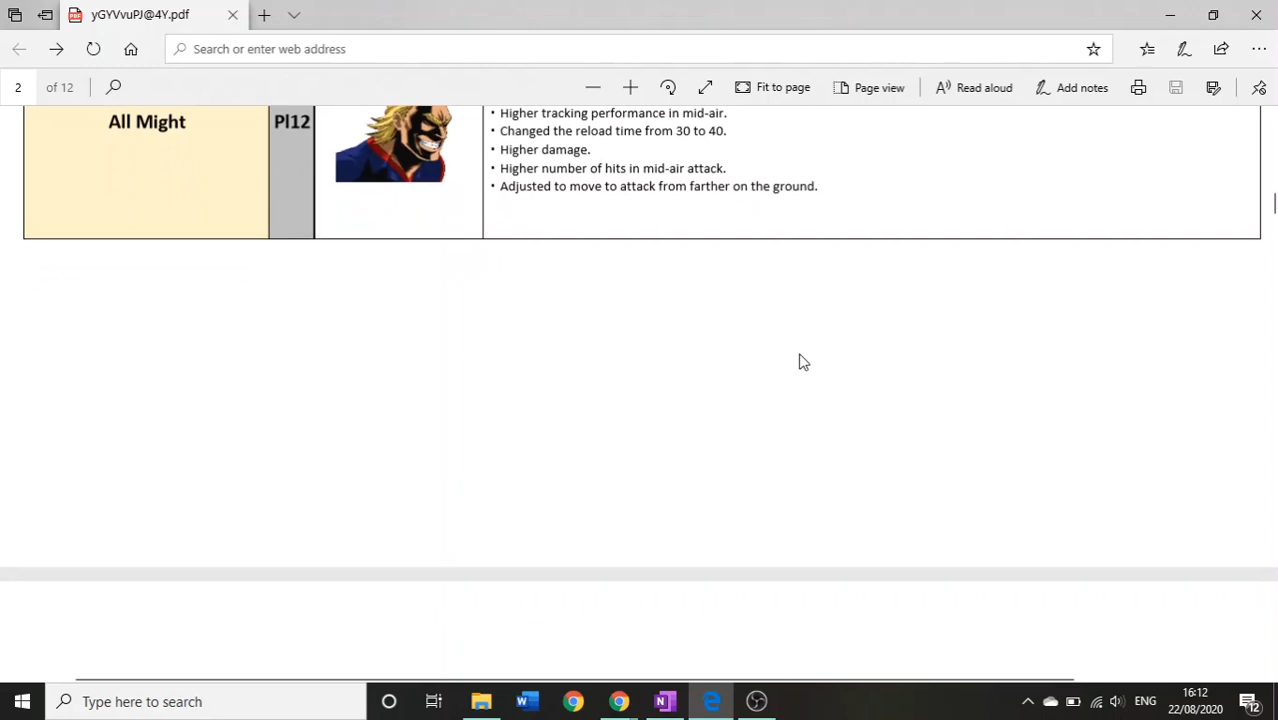 yGYVvuPJ@4Y.pdf
Search or enter web address
2 of 12
Fit to page
Page view
Read aloud
Add notes
All Might
Pl12
• Higher tracking performance in mid-air.
• Changed the reload time from 30 to 40.
• Higher damage.
• Higher number of hits in mid-air attack.
• Adjusted to move to attack from farther on the ground.
Type here to search
ENG
16:12
22/08/2020
12